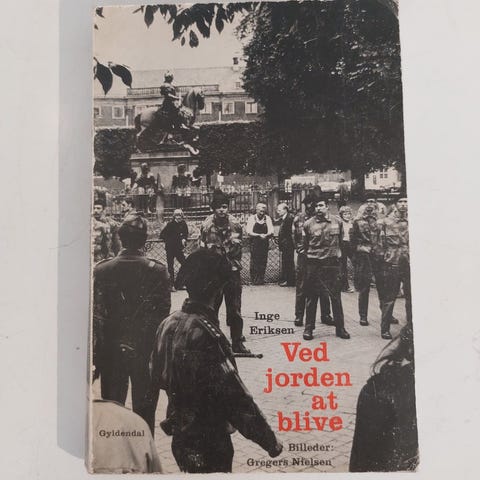 Inge
Eriksen
Ved
jorden
at
blive
Gyldendal
Billeder:
Gregers Nielsen